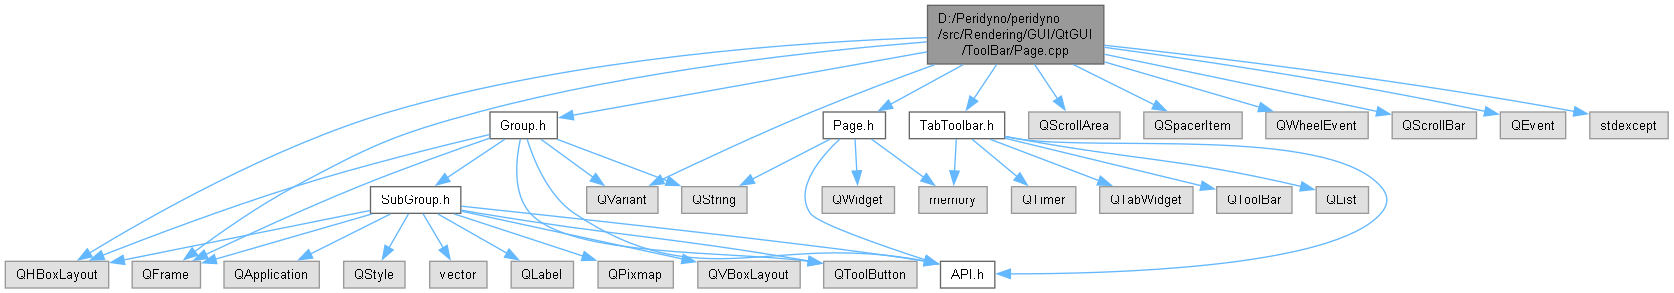 D:/Peridyno/peridyno
/src/Rendering/GUI/QtGUI
/ToolBar/Page.cpp
Group.h
Page.h
TabToolbar.h
QScrollArea
QSpacerItem
QWheelEvent
QScrollBar
QEvent
stdexcept
SubGroup.h
QVariant
QString
QWidget
memory
QTimer
QTabWidget
QToolBar
QList
QHBoxLayout
QFrame
QApplication
QStyle
vector
QLabel
QPixmap
QVBoxLayout
QToolButton
API.h